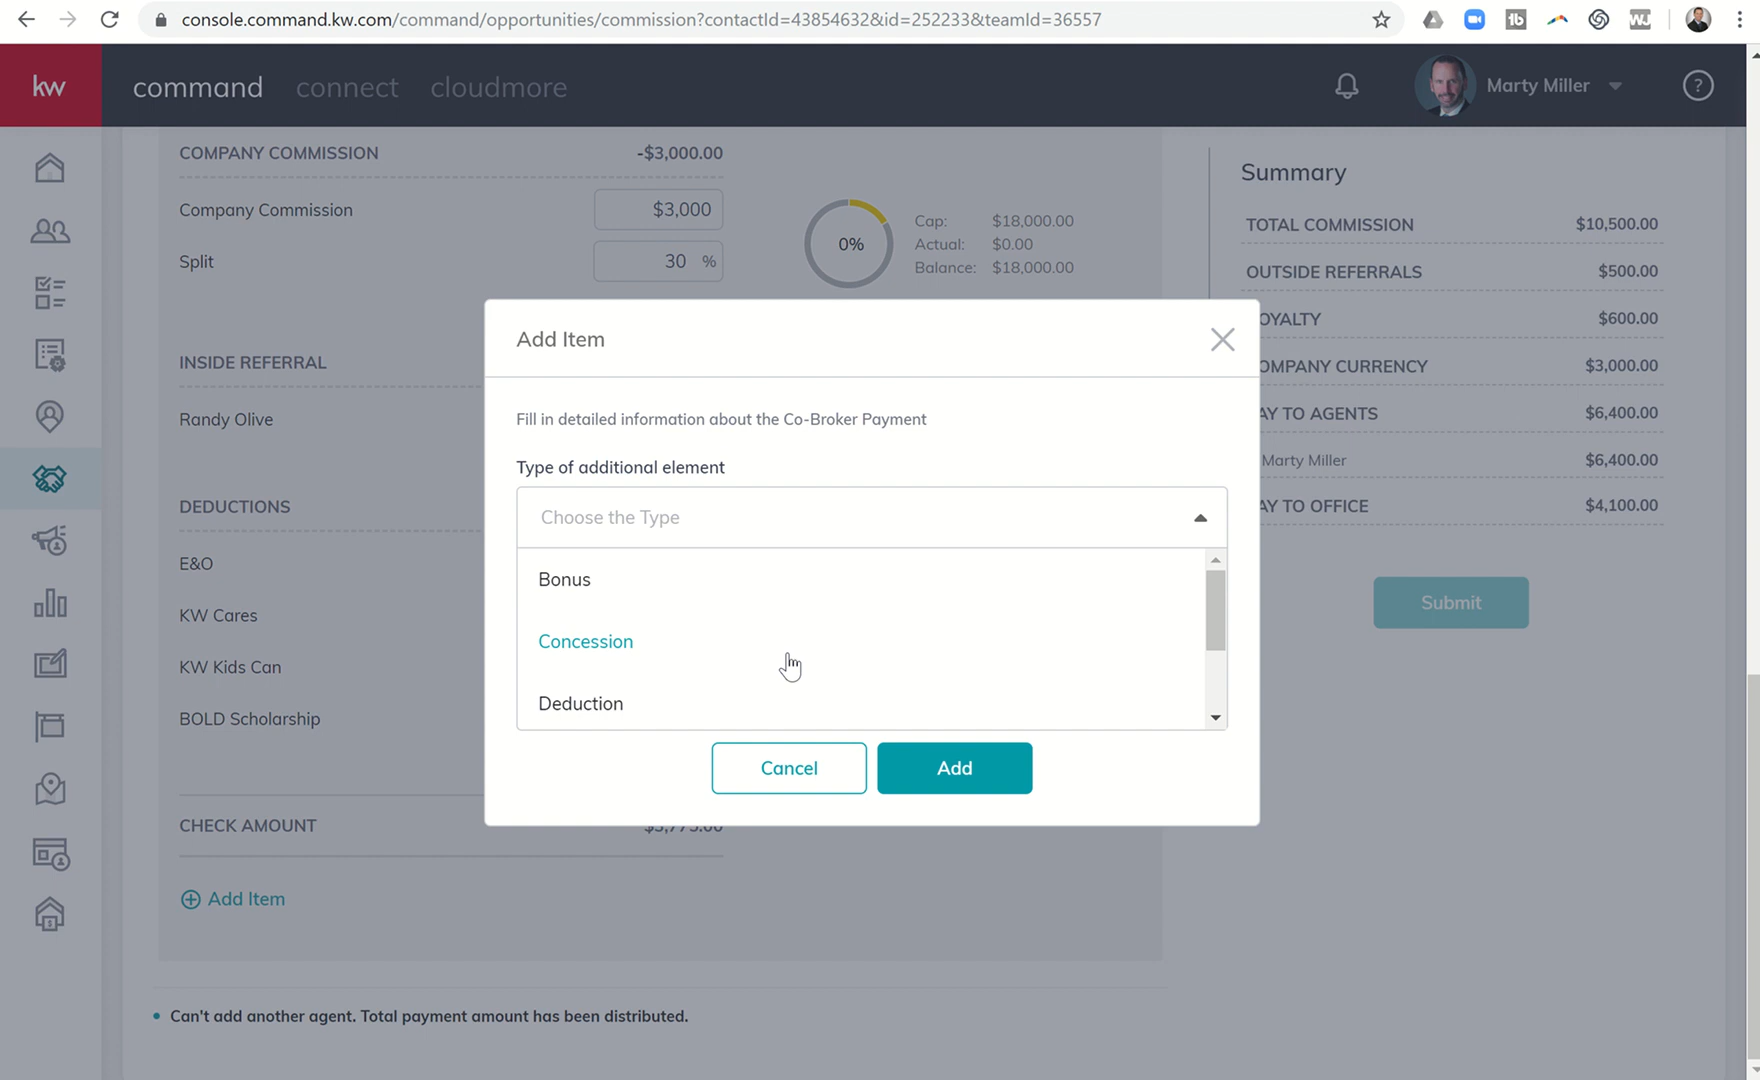 console.command.kw.com/command/opportunities/commission?contactId=43854632&id=252233&teamId=36557
kw command connect cloudmore Marty Miller ?
COMPANY COMMISSION -$3,000.00
Company Commission $3,000
Split 30 %
0%
Cap: $18,000.00
Actual: $0.00
Balance: $18,000.00
INSIDE REFERRAL
Randy Olive
DEDUCTIONS
E&O
KW Cares
KW Kids Can
BOLD Scholarship
CHECK AMOUNT
Add Item
Can't add another agent. Total payment amount has been distributed.
Add Item
Fill in detailed information about the Co-Broker Payment
Type of additional element
Choose the Type
Bonus
Concession
Deduction
Cancel Add
Summary
TOTAL COMMISSION $10,500.00
OUTSIDE REFERRALS $500.00
OYALTY $600.00
OMPANY CURRENCY $3,000.00
AY TO AGENTS $6,400.00
Marty Miller $6,400.00
AY TO OFFICE $4,100.00
Submit